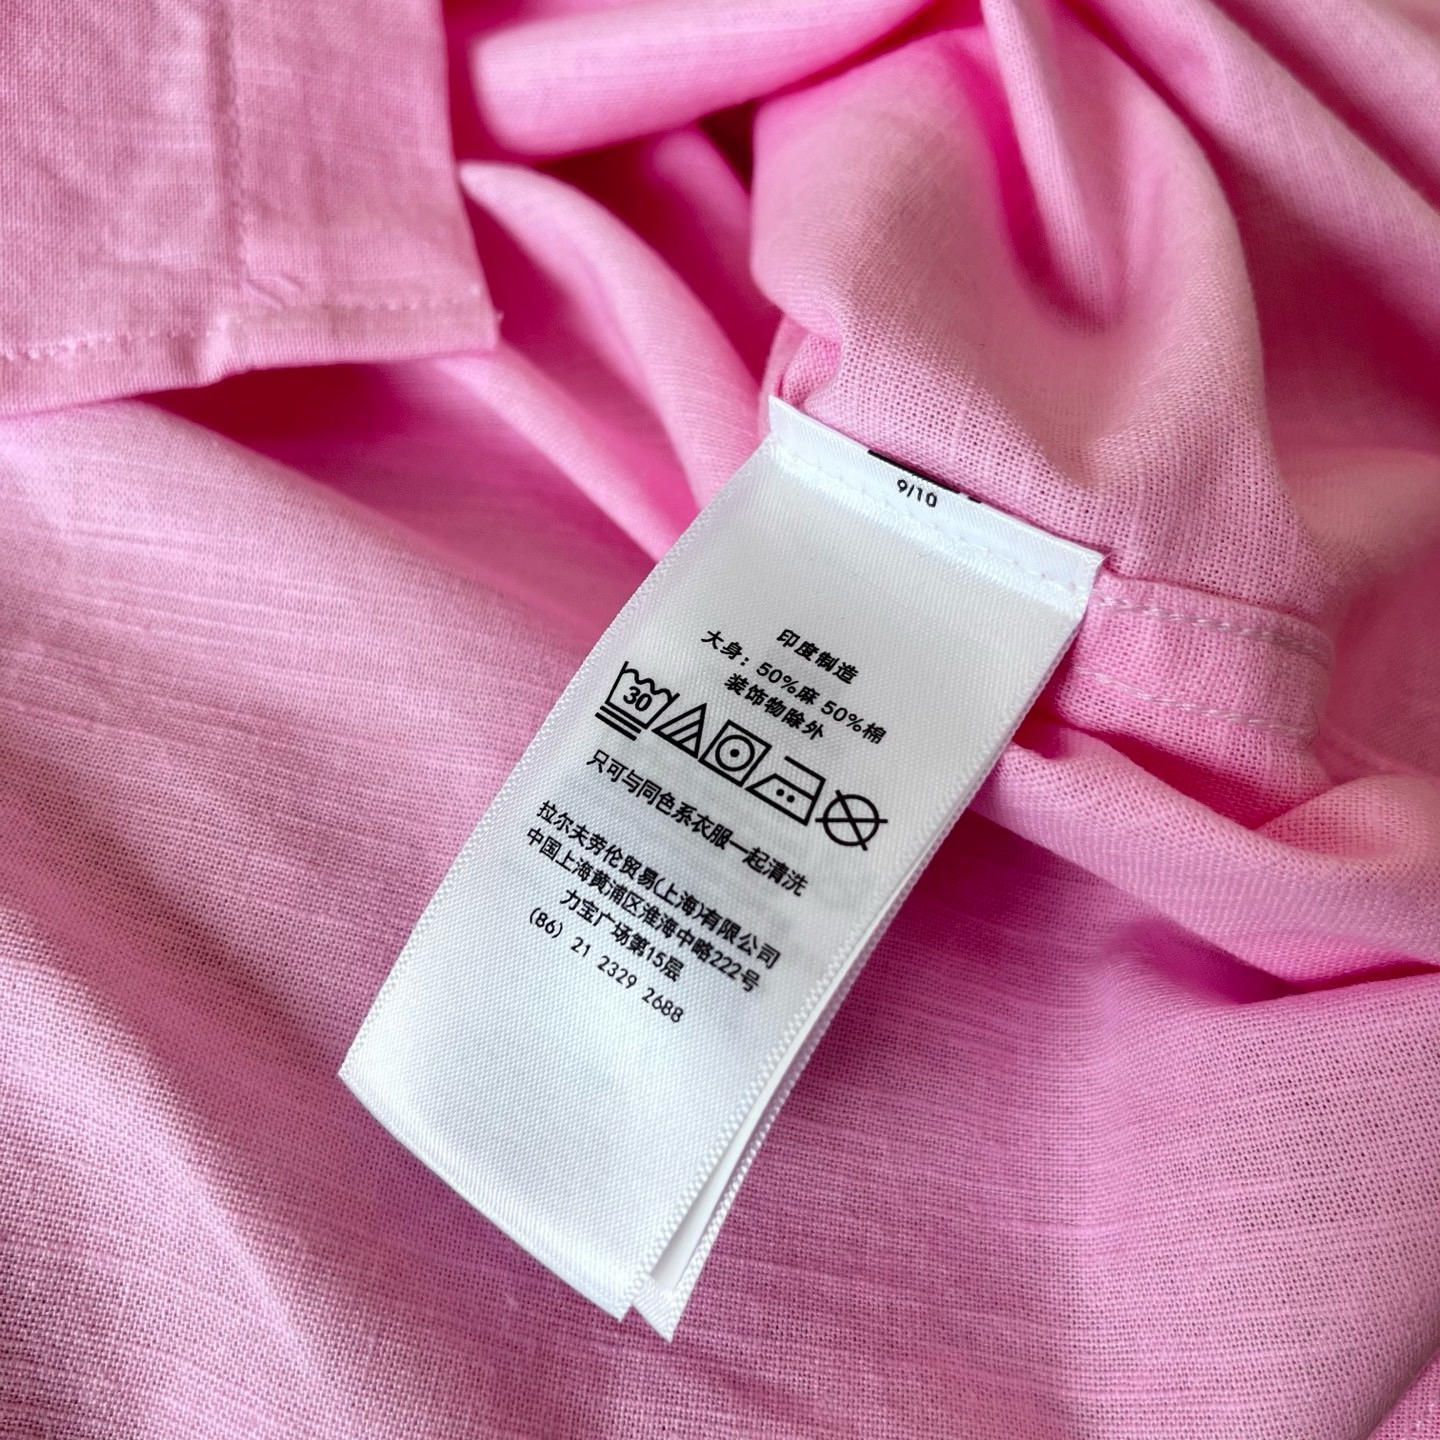 9/10
印度制造
大身: 50%麻 50%棉
装饰物除外
30
只可与同色系衣服一起清洗
拉尔夫劳伦贸易(上海)有限公司
中国上海黄浦区淮海中路222号
力宝广场第15层
(86) 21 2329 2688